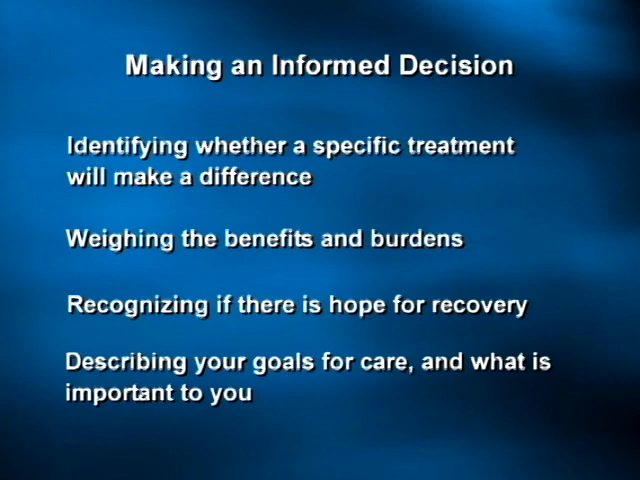 Making an Informed Decision
Identifying whether a specific treatment
will make a difference
Weighing the benefits and burdens
Recognizing if there is hope for recovery
Describing your goals for care, and what is
important to you